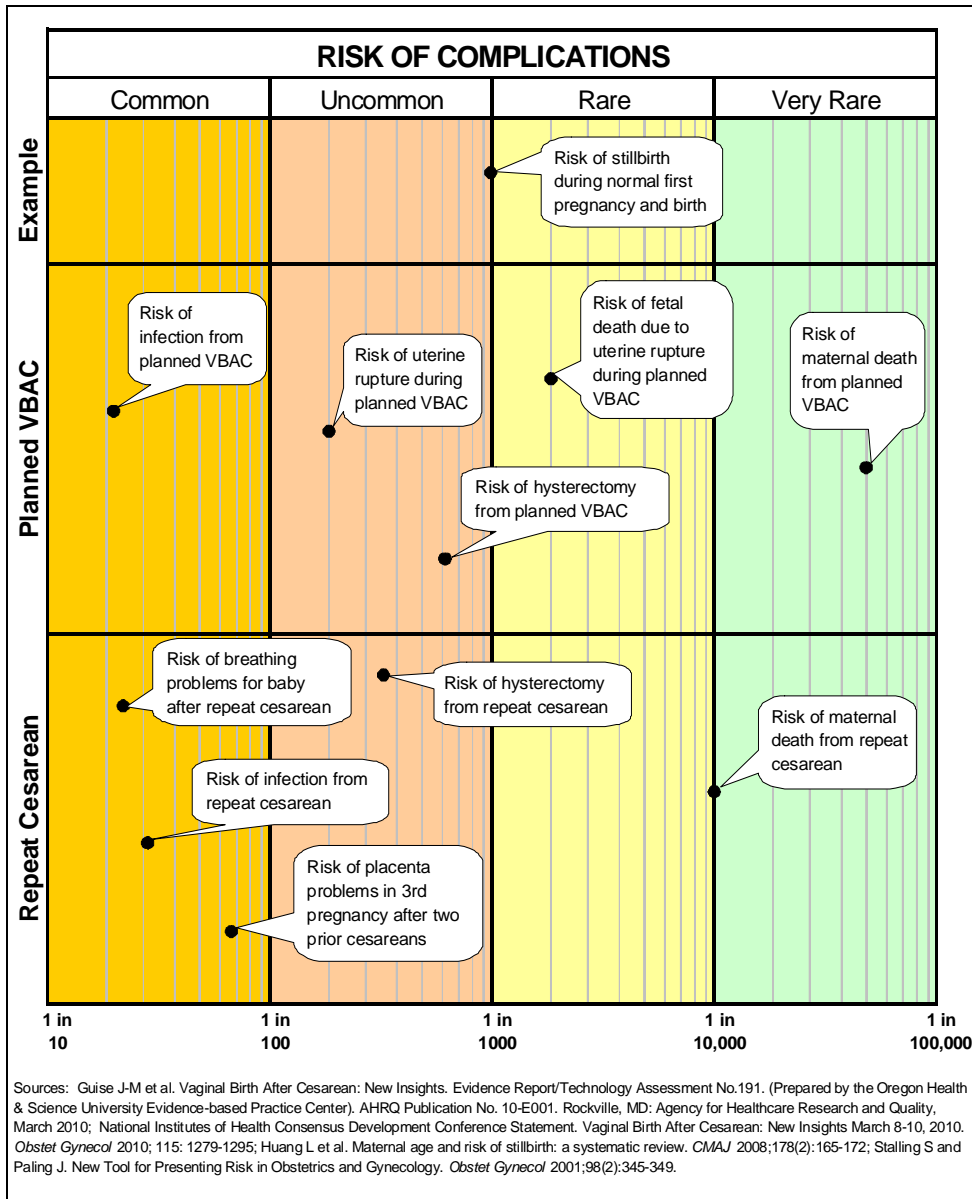 RISK OF COMPLICATIONS
Common
Uncommon
Rare
Very Rare
Example
Risk of stillbirth
during normal first
pregnancy and birth
Planned VBAC
Risk of
infection from
planned VBAC
Risk of uterine
rupture during
planned VBAC
Risk of fetal
death due to
uterine rupture
during planned
VBAC
Risk of
maternal death
from planned
VBAC
Risk of hysterectomy
from planned VBAC
Repeat Cesarean
Risk of breathing
problems for baby
after repeat cesarean
Risk of hysterectomy
from repeat cesarean
Risk of maternal
death from repeat
cesarean
Risk of infection from
repeat cesarean
Risk of placenta
problems in 3rd
pregnancy after two
prior cesareans
1 in
10
1 in
100
1 in
1000
1 in
10,000
1 in
100,000
Sources: Guise J-M et al. Vaginal Birth After Cesarean: New Insights. Evidence Report/Technology Assessment No.191. (Prepared by the Oregon Health
& Science University Evidence-based Practice Center). AHRQ Publication No. 10-E001. Rockville, MD: Agency for Healthcare Research and Quality,
March 2010; National Institutes of Health Consensus Development Conference Statement. Vaginal Birth After Cesarean: New Insights March 8-10, 2010.
Obstet Gynecol 2010; 115: 1279-1295; Huang L et al. Maternal age and risk of stillbirth: a systematic review. CMAJ 2008;178(2):165-172; Stalling S and
Paling J. New Tool for Presenting Risk in Obstetrics and Gynecology. Obstet Gynecol 2001;98(2):345-349.